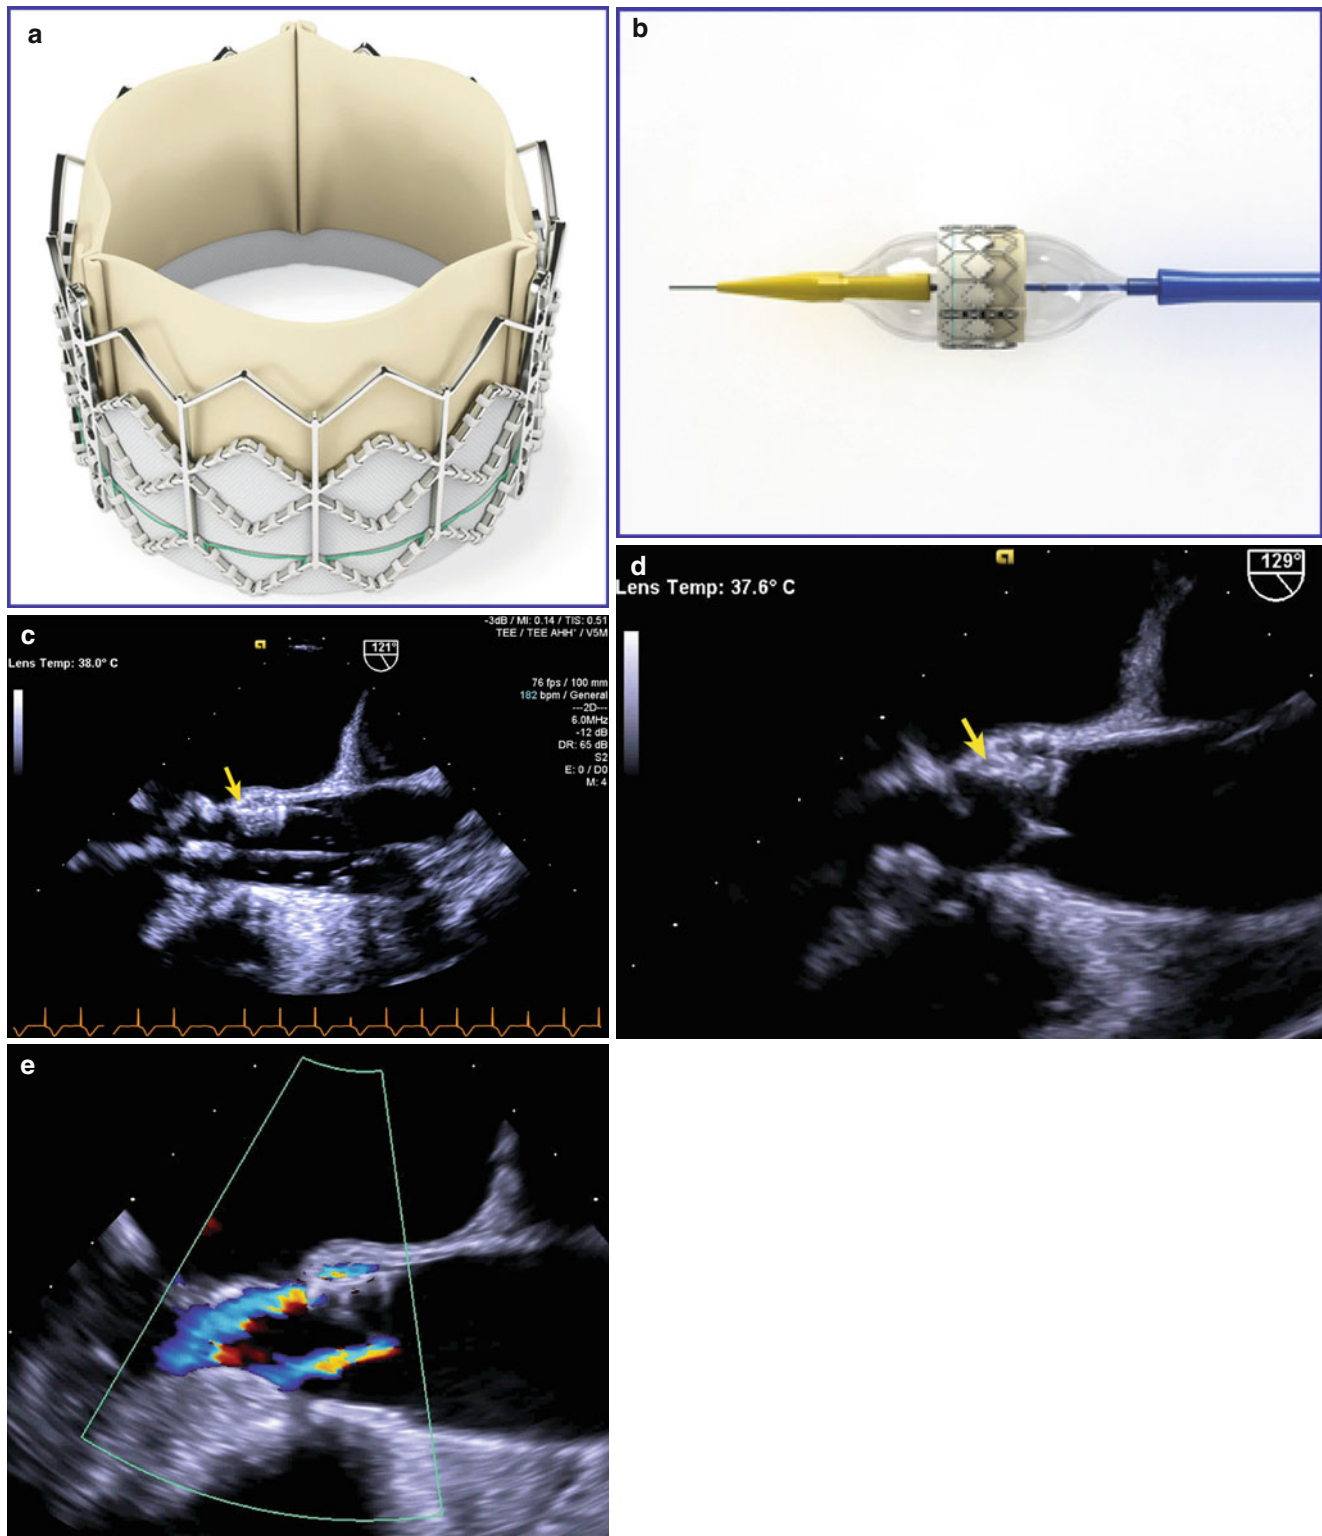 a
b
c
-3dB / MI: 0.14 / TIS: 0.51
TEE / TEE AHH' / V5M
121°
Lens Temp: 38.0° C
76 fps / 100 mm
182 bpm / General
---2D---
6.0MHz
-12 dB
DR: 65 dB
S2
E: 0 / D0
M: 4
d
129°
Lens Temp: 37.6° C
e